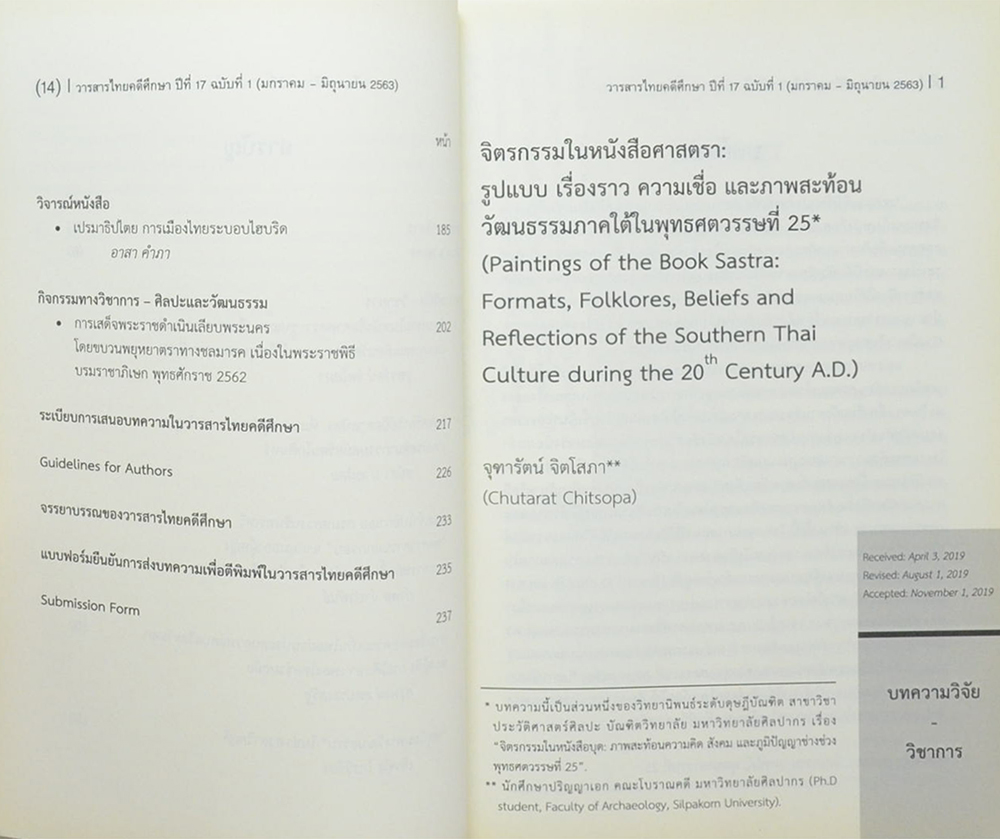 (14) | วารสารไทยคดีศึกษา ปีที่ 17 ฉบับที่ 1 (มกราคม – มิถุนายน 2563)
หน้า
วิจารณ์หนังสือ
• เปรมาธิปไตย การเมืองไทยระบอบไฮบริด 185
อาสา คำภา
กิจกรรมทางวิชาการ – ศิลปะและวัฒนธรรม
• การเสด็จพระราชดำเนินเลียบพระนคร 202
โดยขบวนพยุหยาตราทางชลมารค เนื่องในพระราชพิธี
บรมราชาภิเษก พุทธศักราช 2562
ระเบียบการเสนอบทความในวารสารไทยคดีศึกษา 217
Guidelines for Authors 226
จรรยาบรรณของวารสารไทยคดีศึกษา 233
แบบฟอร์มยืนยันการส่งบทความเพื่อตีพิมพ์ในวารสารไทยคดีศึกษา 235
Submission Form 237
วารสารไทยคดีศึกษา ปีที่ 17 ฉบับที่ 1 (มกราคม – มิถุนายน 2563) | 1
จิตรกรรมในหนังสือศาสตรา:
รูปแบบ เรื่องราว ความเชื่อ และภาพสะท้อน
วัฒนธรรมภาคใต้ในพุทธศตวรรษที่ 25*
(Paintings of the Book Sastra:
Formats, Folklores, Beliefs and
Reflections of the Southern Thai
Culture during the 20th Century A.D.)
จุฑารัตน์ จิตโสภา**
(Chutarat Chitsopa)
Received: April 3, 2019
Revised: August 1, 2019
Accepted: November 1, 2019
บทความวิจัย
-
วิชาการ
* บทความนี้เป็นส่วนหนึ่งของวิทยานิพนธ์ระดับดุษฎีบัณฑิต สาขาวิชา
ประวัติศาสตร์ศิลปะ บัณฑิตวิทยาลัย มหาวิทยาลัยศิลปากร เรื่อง
"จิตรกรรมในหนังสือบุด: ภาพสะท้อนความคิด สังคม และภูมิปัญญาช่างช่วง
พุทธศตวรรษที่ 25".
** นักศึกษาปริญญาเอก คณะโบราณคดี มหาวิทยาลัยศิลปากร (Ph.D
student, Faculty of Archaeology, Silpakorn University).